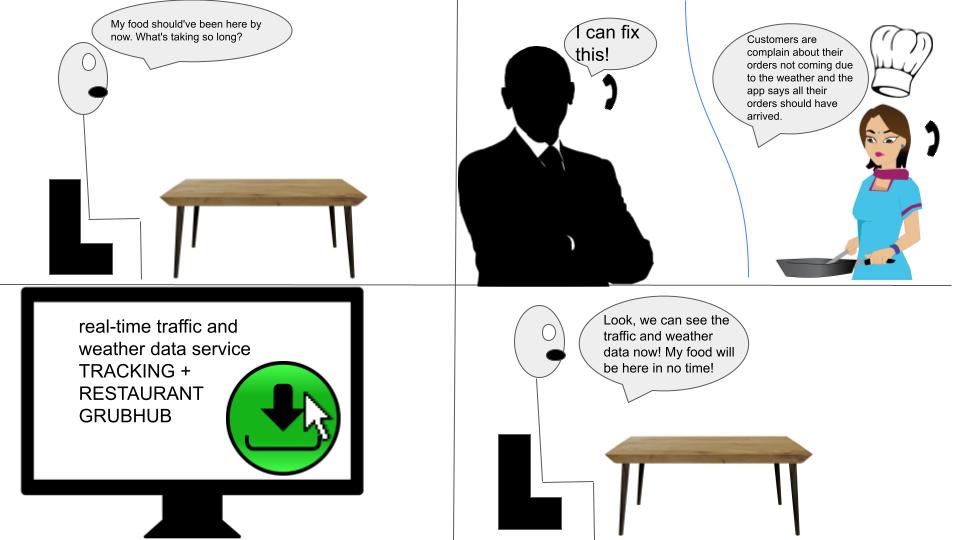 My food should've been here by
now. What's taking so long?
I can fix
this!
Customers are
complain about their
orders not coming due
to the weather and the
app says all their
orders should have
arrived.
real-time traffic and
weather data service
TRACKING +
RESTAURANT
GRUBHUB
Look, we can see the
traffic and weather
data now! My food will
be here in no time!